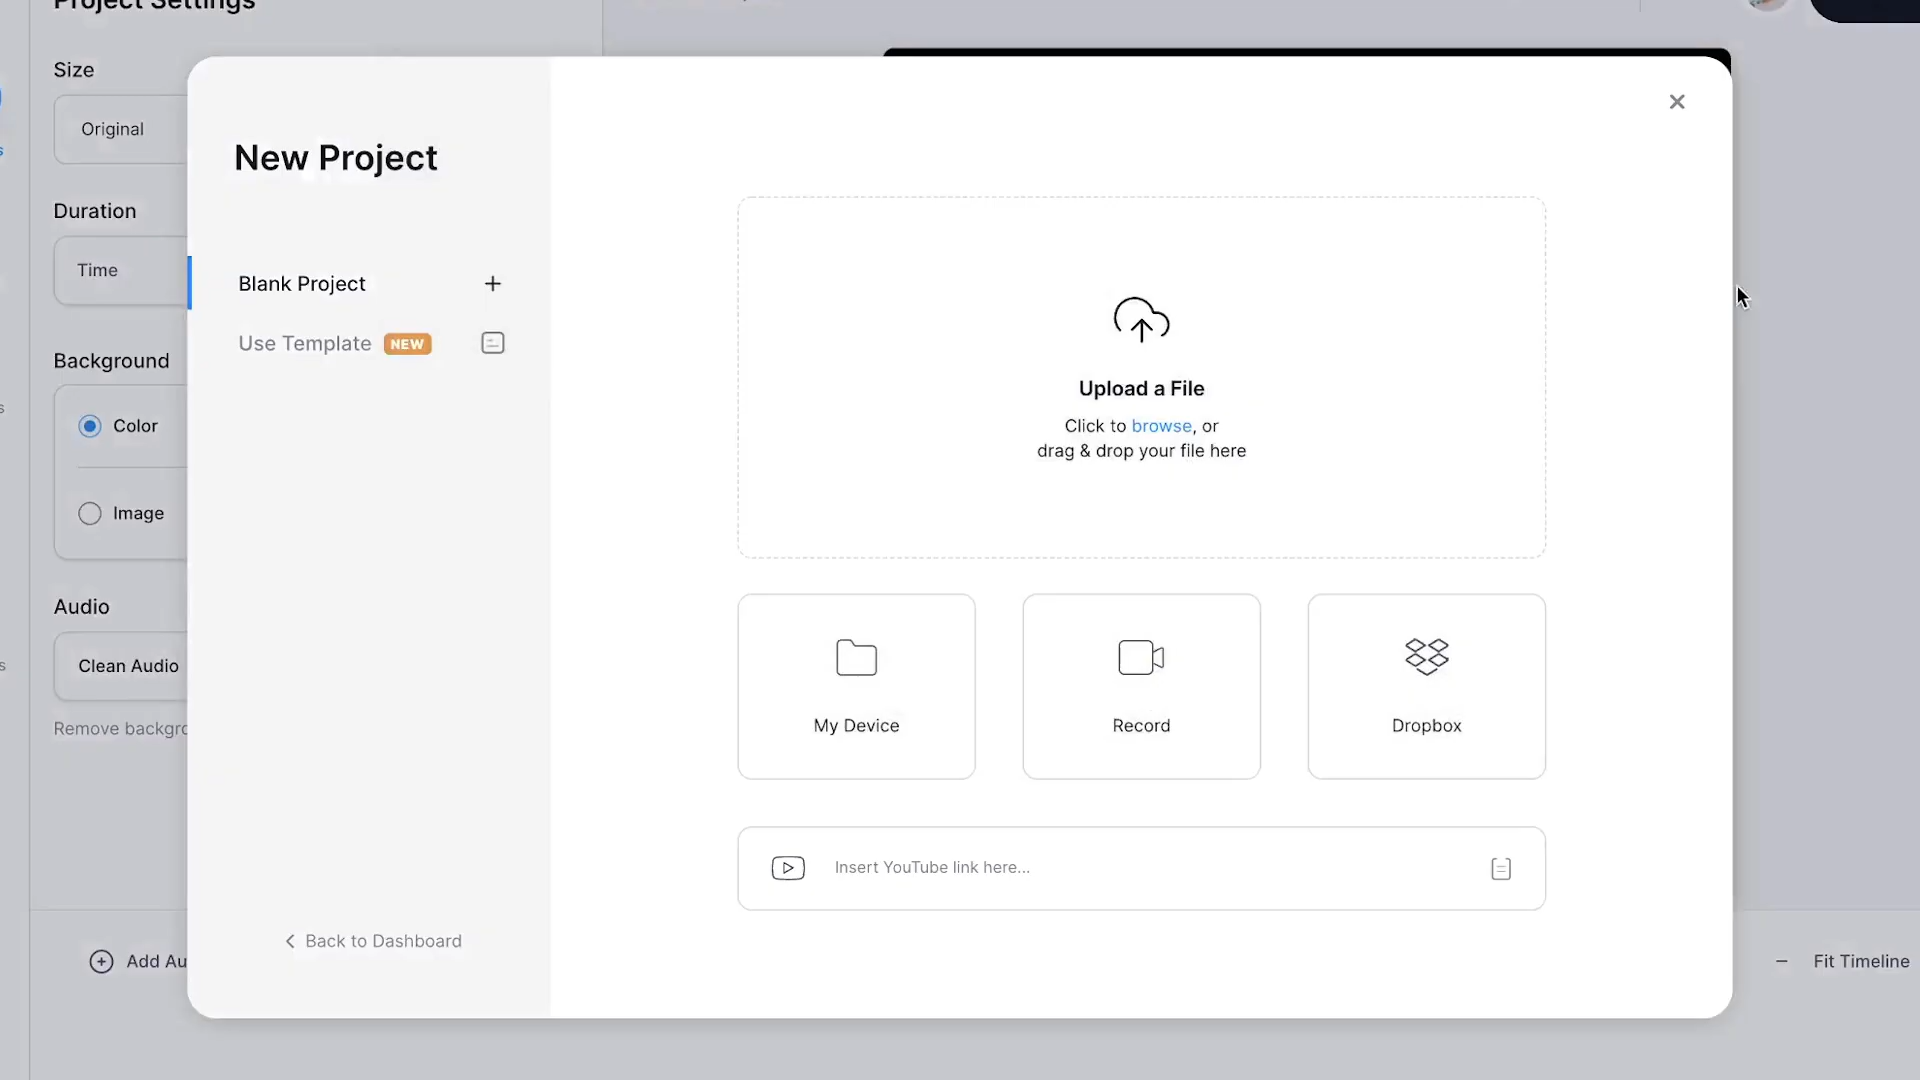 Project Settings
Size
Original
Duration
Time
Background
Color
Image
Audio
Clean Audio
Remove backgro
Add Au
New Project
Blank Project
Use Template NEW
Back to Dashboard
Upload a File
Click to browse, or
drag & drop your file here
My Device
Record
Dropbox
Insert YouTube link here...
Fit Timeline